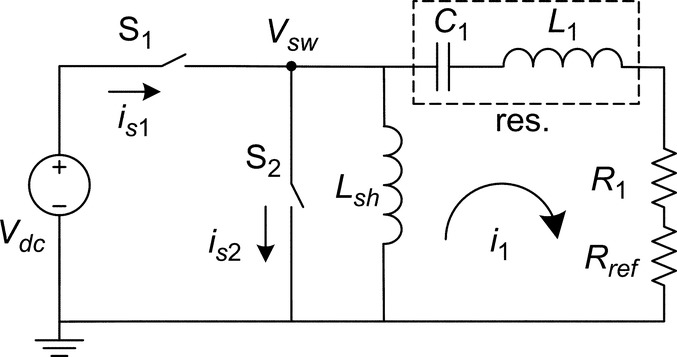 S1
Vsw
C1
L1
is1
res.
+
−
S2
Lsh
R1
Vdc
is2
i1
Rref